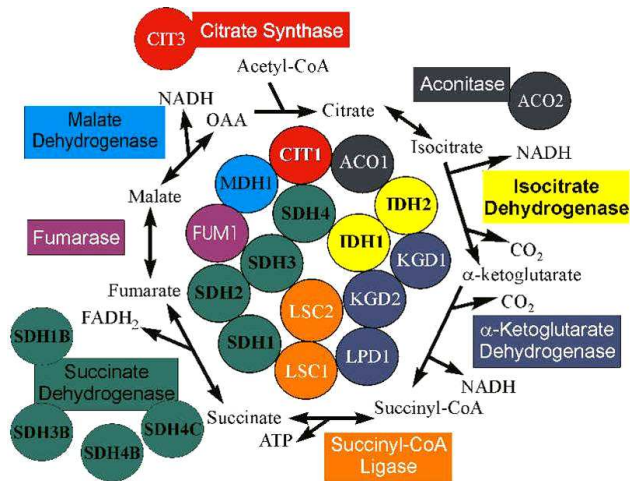 CIT3
Citrate Synthase
Acetyl-CoA
Aconitase
ACO2
NADH
OAA
Citrate
Malate
Dehydrogenase
Isocitrate
NADH
CIT1
ACO1
MDH1
Malate
SDH4
IDH2
Isocitrate
Dehydrogenase
Fumarase
FUM1
IDH1
CO2
SDH3
KGD1
α-ketoglutarate
Fumarate
SDH2
KGD2
CO2
FADH2
LSC2
SDH1B
SDH1
LPD1
α-Ketoglutarate
Dehydrogenase
Succinate
Dehydrogenase
LSC1
NADH
SDH3B
SDH4B
SDH4C
Succinate
Succinyl-CoA
ATP
Succinyl-CoA
Ligase